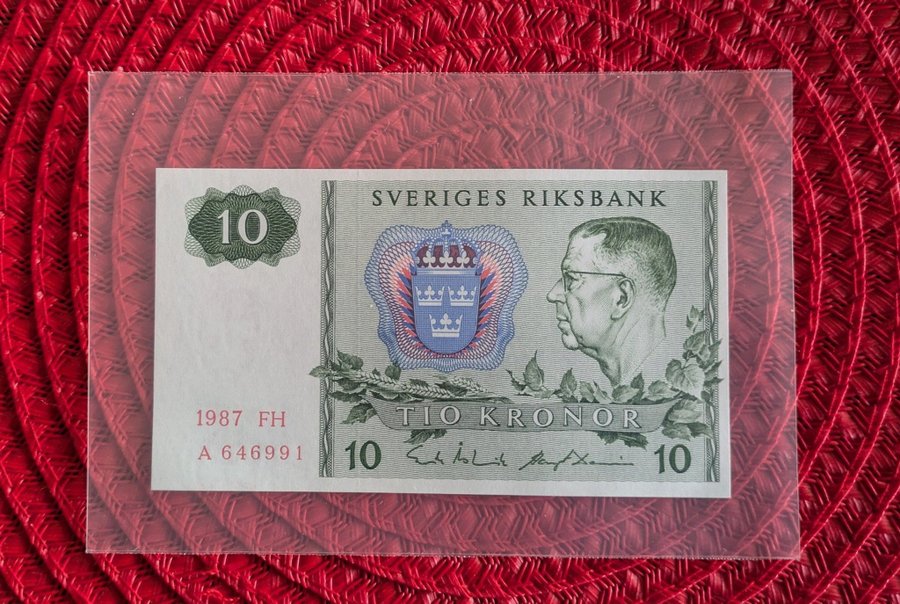 10
SVERIGES RIKSBANK
1987 FH
A 646991
TIO KRONOR
10
10